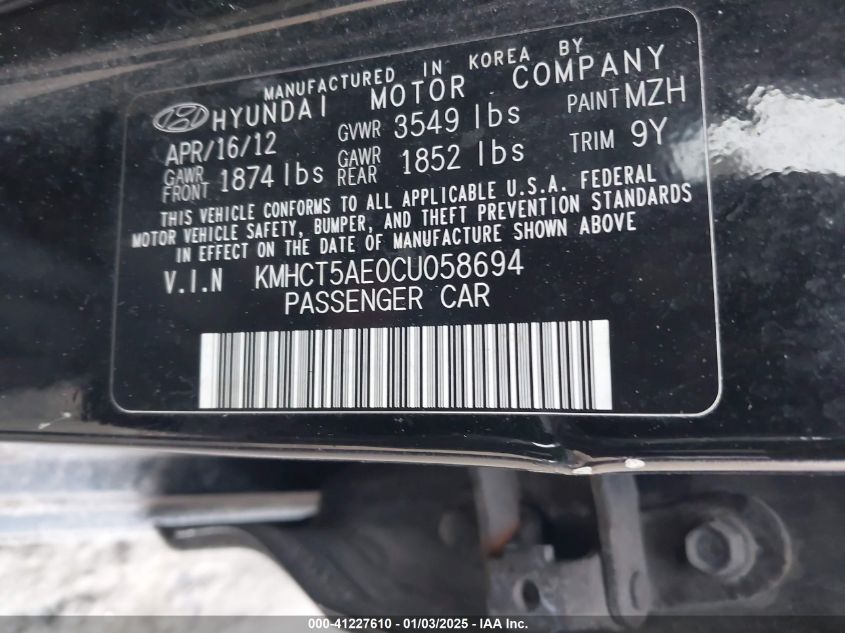 MANUFACTURED IN KOREA BY
HYUNDAI MOTOR COMPANY
APR/16/12 GVWR 3549 lbs PAINT MZH
GAWR FRONT 1874 lbs GAWR REAR 1852 lbs TRIM 9Y
THIS VEHICLE CONFORMS TO ALL APPLICABLE U.S.A. FEDERAL
MOTOR VEHICLE SAFETY, BUMPER, AND THEFT PREVENTION STANDARDS
IN EFFECT ON THE DATE OF MANUFACTURE SHOWN ABOVE
V.I.N KMHCT5AE0CU058694
PASSENGER CAR
000-41227610 - 01/03/2025 - IAA Inc.